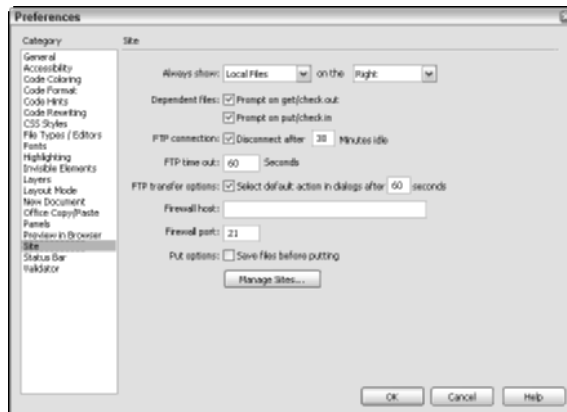 Preferences
Category
General
Accessibility
Code Coloring
Code Format
Code Hints
Code Rewriting
CSS Styles
File Types / Editors
Fonts
Highlighting
Invisible Elements
Layers
Layout Mode
New Document
Office Copy/Paste
Panels
Preview in Browser
Site
Status Bar
Validator
Site
Always show: Local Files on the Right
Dependent files: Prompt on get/check out
Prompt on put/check in
FTP connection: Disconnect after 30 Minutes idle
FTP time out: 60 Seconds
FTP transfer options: Select default action in dialogs after 60 seconds
Firewall host:
Firewall port: 21
Put options: Save files before putting
Manage Sites...
OK Cancel Help